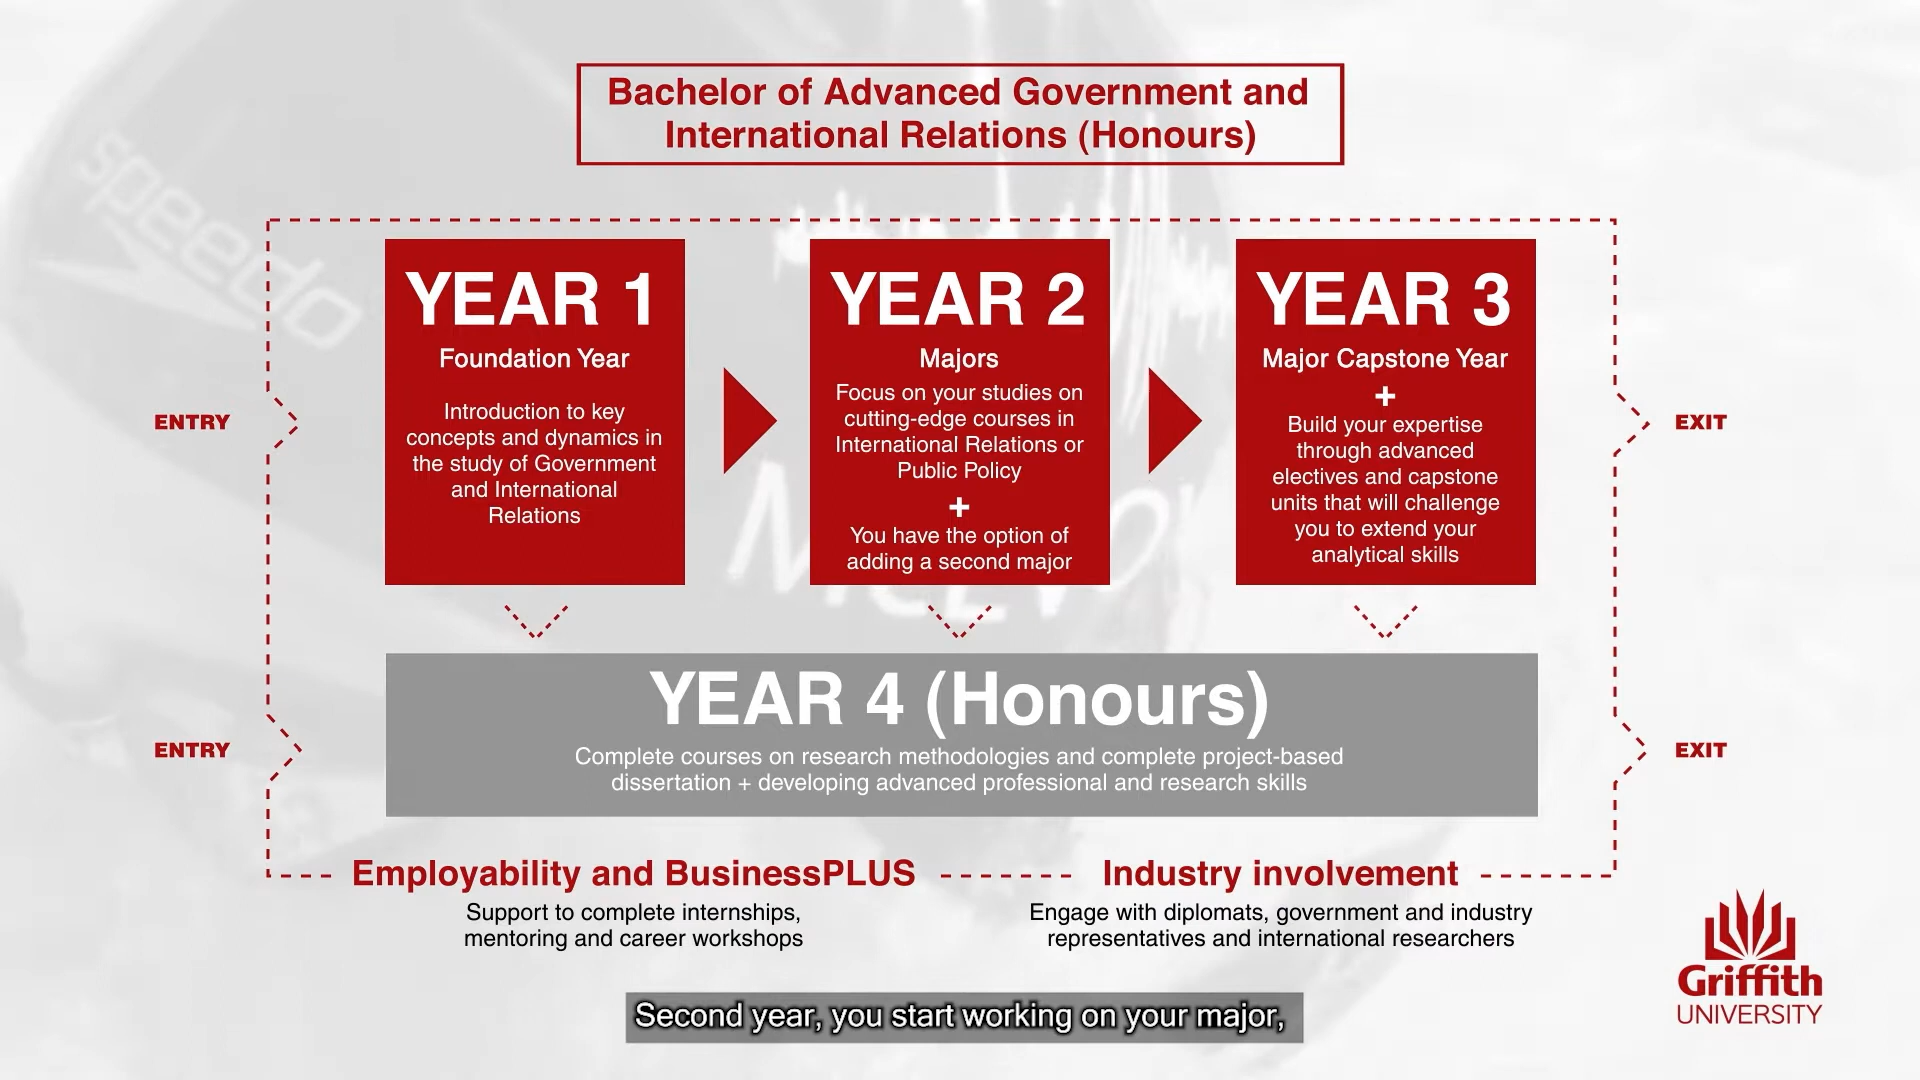 Bachelor of Advanced Government and
International Relations (Honours)
speedo
YEAR 1
Foundation Year
Introduction to key
concepts and dynamics in
the study of Government
and International
Relations
YEAR 2
Majors
Focus on your studies on
cutting-edge courses in
International Relations or
Public Policy
+
You have the option of
adding a second major
YEAR 3
Major Capstone Year
+
Build your expertise
through advanced
electives and capstone
units that will challenge
you to extend your
analytical skills
ENTRY
EXIT
YEAR 4 (Honours)
Complete courses on research methodologies and complete project-based
dissertation + developing advanced professional and research skills
ENTRY
EXIT
Employability and BusinessPLUS
Support to complete internships,
mentoring and career workshops
Industry involvement
Engage with diplomats, government and industry
representatives and international researchers
Griffith
UNIVERSITY
Second year, you start working on your major,